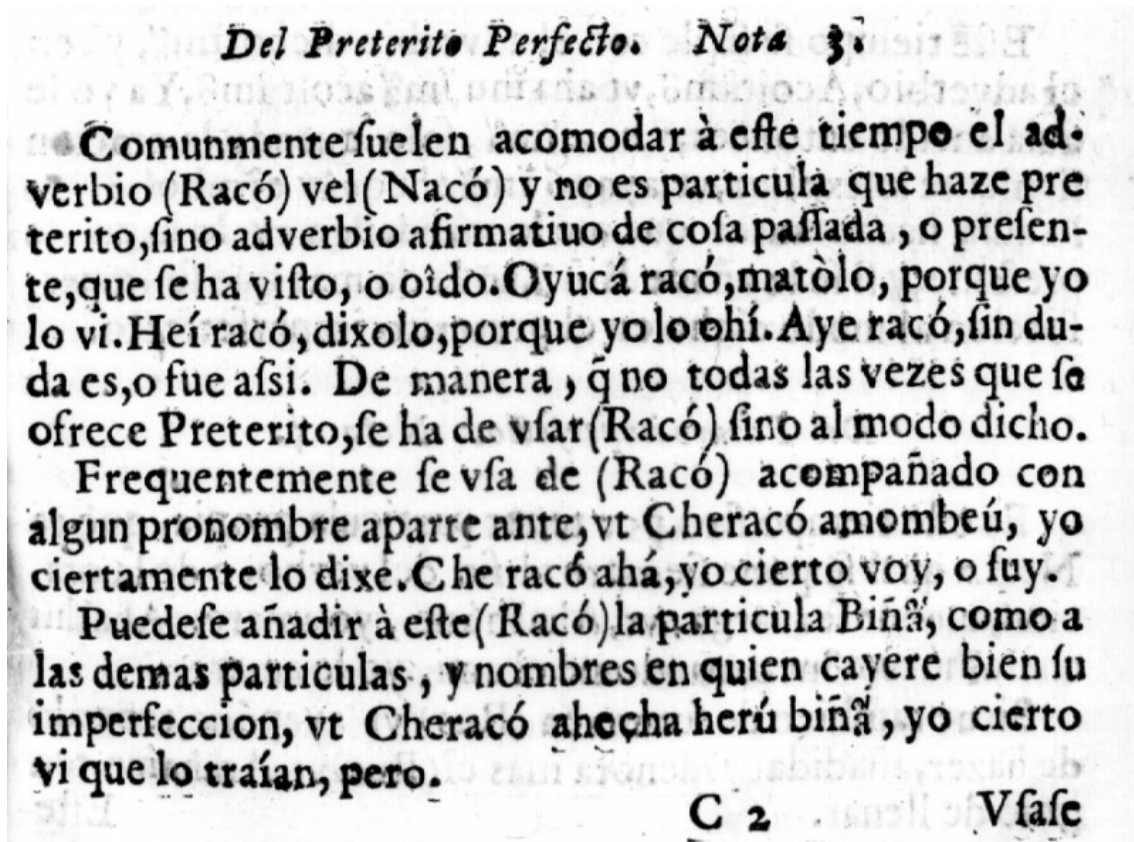 Del Preterito Perfecto. Nota 3.
Comunmente ſuelen acomodar à eſte tiempo el ad-
verbio (Racó) vel (Nacó) y no es particula que haze pre
terito, ſino adverbio afirmatiuo de coſa paſſada, o preſen-
te, que ſe ha viſto, o oìdo. Oyucá racó, matòlo, porque yo
lo vi. Heí racó, dixolo, porque yo lo ohí. Aye racó, ſin du-
da es, o fue aſsi. De manera, q̃ no todas las vezes que ſe
ofrece Preterito, ſe ha de vſar (Racó) ſino al modo dicho.
Frequentemente ſe vſa de (Racó) acompañado con
algun pronombre aparte ante, vt Cheracó amombeú, yo
ciertamente lo dixe. Che racó ahá, yo cierto voy, o fuy.
Puedeſe añadir à eſte (Racó) la particula Biñã, como a
las demas particulas, y nombres en quien cayere bien ſu
imperfeccion, vt Cheracó ahecha herú biñã, yo cierto
vi que lo traían, pero.
C 2 Vſaſe